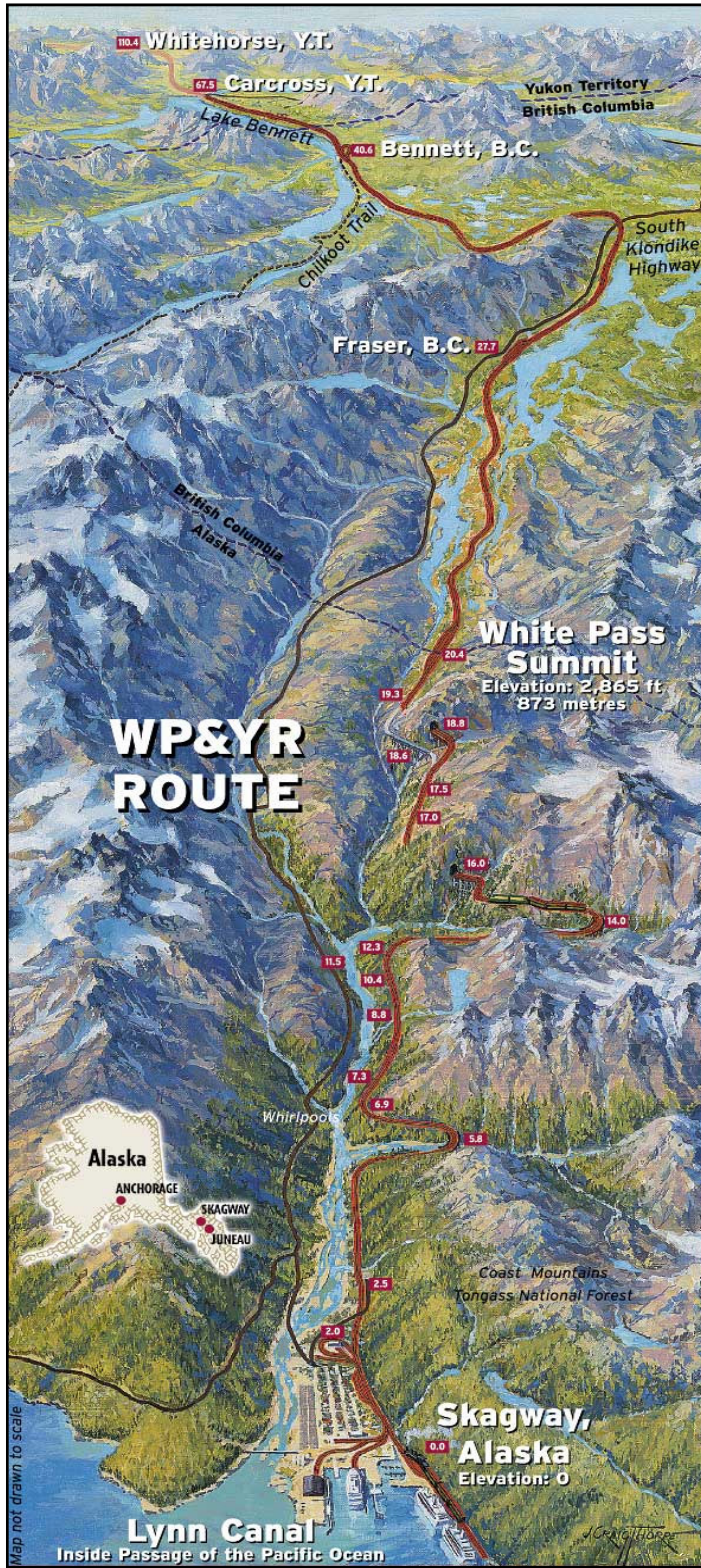 110.4 Whitehorse, Y.T.
67.5 Carcross, Y.T.
Yukon Territory
British Columbia
Lake Bennett
40.6 Bennett, B.C.
Chilkoot Trail
South
Klondike
Highway
Fraser, B.C. 27.7
British Columbia
Alaska
White Pass
Summit
Elevation: 2,865 ft
873 metres
20.4
19.3
18.8
18.6
WP&YR
ROUTE
17.5
17.0
16.0
14.0
12.3
11.5
10.4
8.8
7.3
6.9
Whirlpools
5.8
Alaska
ANCHORAGE
SKAGWAY
JUNEAU
Coast Mountains
Tongass National Forest
2.5
2.0
Skagway,
0.0
Alaska
Elevation: 0
Map not drawn to scale
Lynn Canal
Inside Passage of the Pacific Ocean
J. CRAIG THORPE